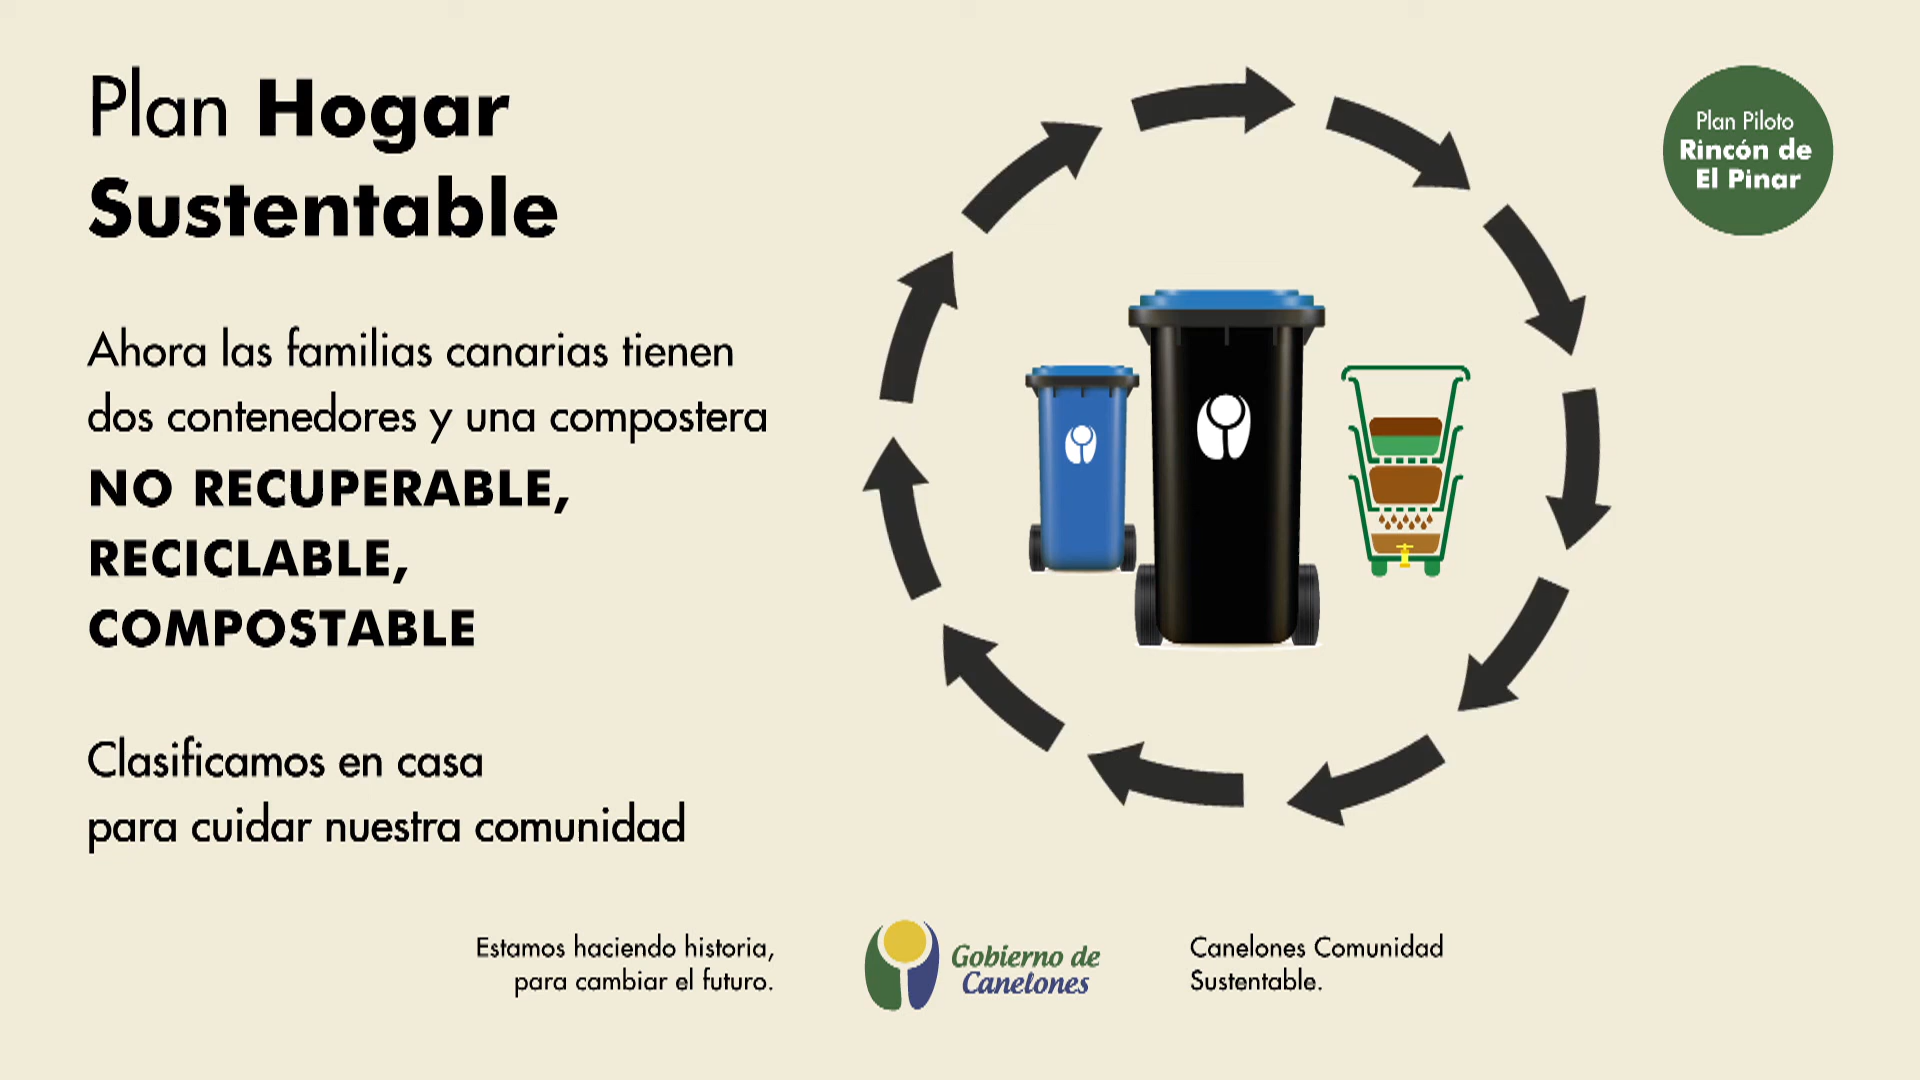 Plan Hogar
Sustentable
Plan Piloto
Rincón de
El Pinar
Ahora las familias canarias tienen
dos contenedores y una compostera
NO RECUPERABLE,
RECICLABLE,
COMPOSTABLE
Clasificamos en casa
para cuidar nuestra comunidad
Estamos haciendo historia,
para cambiar el futuro.
Gobierno de
Canelones
Canelones Comunidad
Sustentable.